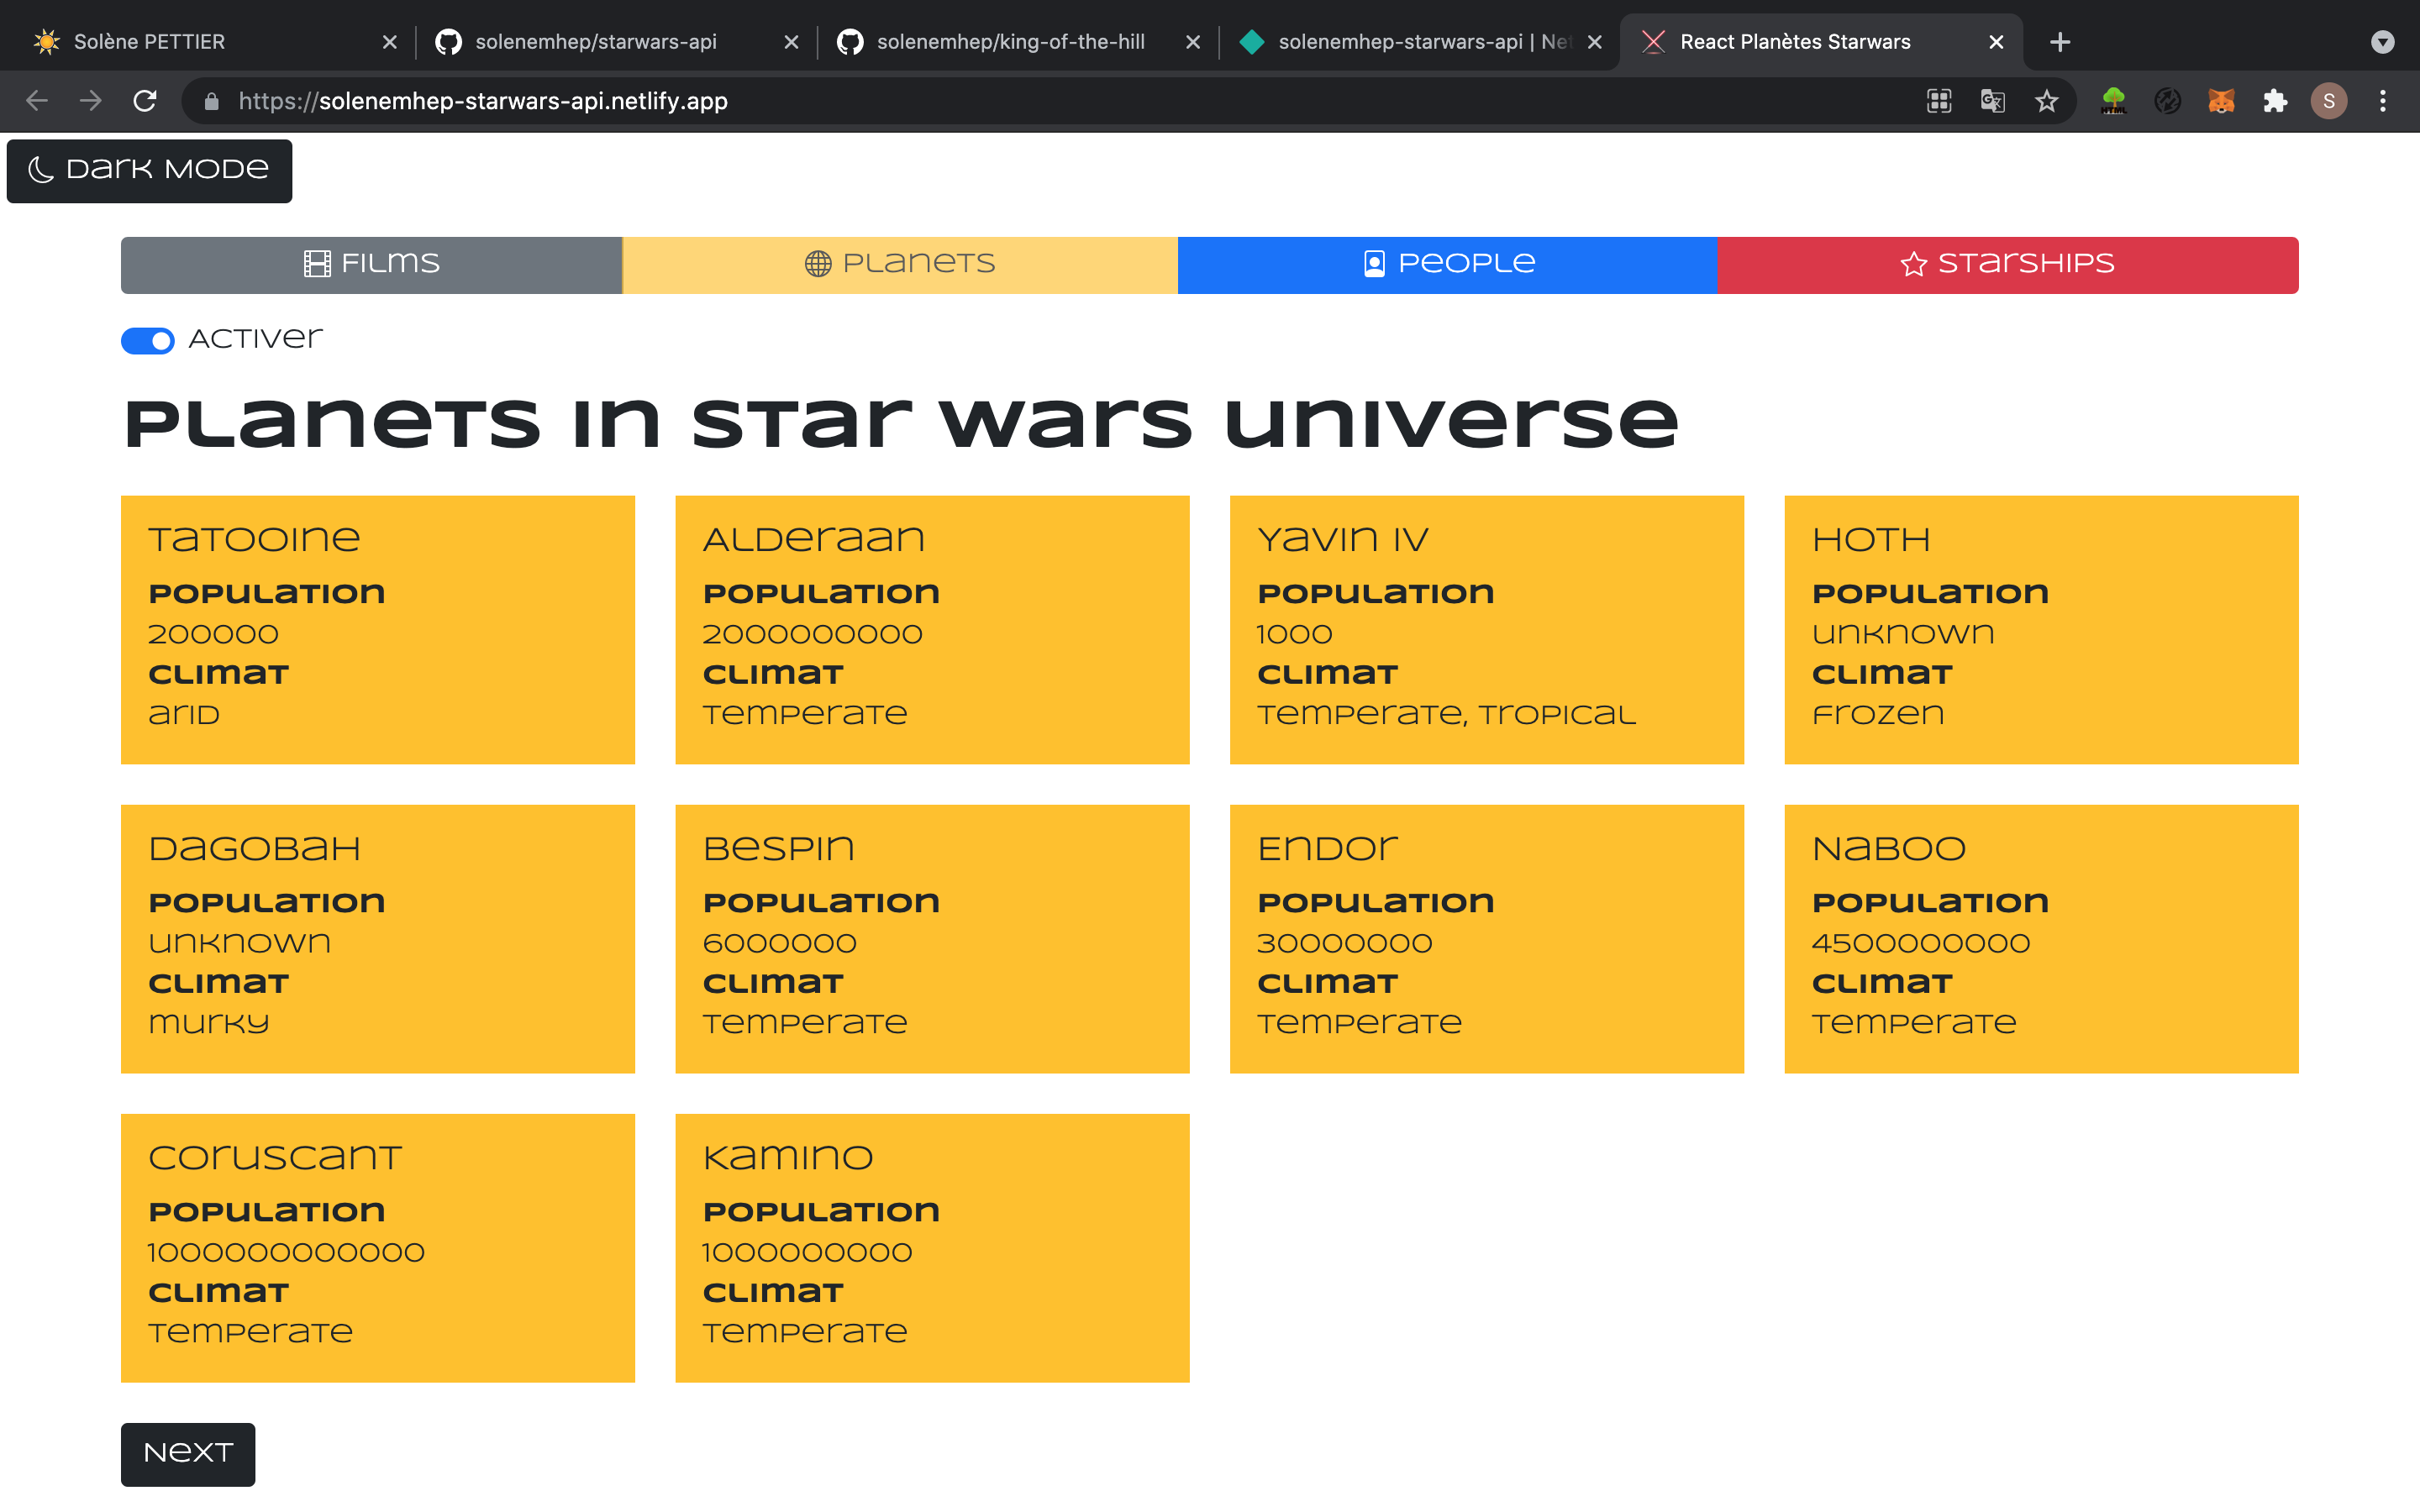 Solène PETTIER
solenemhep/starwars-api
solenemhep/king-of-the-hill
solenemhep-starwars-api | Net
React Planètes Starwars
https://solenemhep-starwars-api.netlify.app
HTML
S
Dark Mode
Films
Planets
People
Starships
Activer
Planets in Star Wars universe
Tatooine
Population
200000
Climat
arid
Alderaan
Population
2000000000
Climat
temperate
Yavin IV
Population
1000
Climat
temperate, tropical
Hoth
Population
unknown
Climat
frozen
Dagobah
Population
unknown
Climat
murky
Bespin
Population
6000000
Climat
temperate
Endor
Population
30000000
Climat
temperate
Naboo
Population
4500000000
Climat
temperate
Coruscant
Population
1000000000000
Climat
temperate
Kamino
Population
1000000000
Climat
temperate
Next